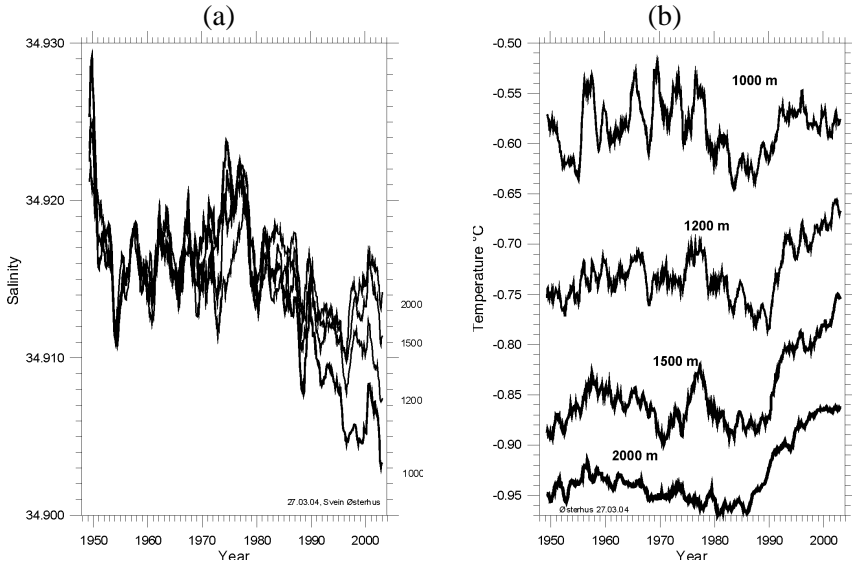 (a)
(b)
34.930
34.920
34.910
34.900
Salinity
2000
1500
1200
1000
27.03.04, Svein Østerhus
1950 1960 1970 1980 1990 2000
Year
-0.50
-0.55
-0.60
-0.65
-0.70
-0.75
-0.80
-0.85
-0.90
-0.95
Temperature °C
1000 m
1200 m
1500 m
2000 m
Østerhus 27.03.04
1950 1960 1970 1980 1990 2000
Year